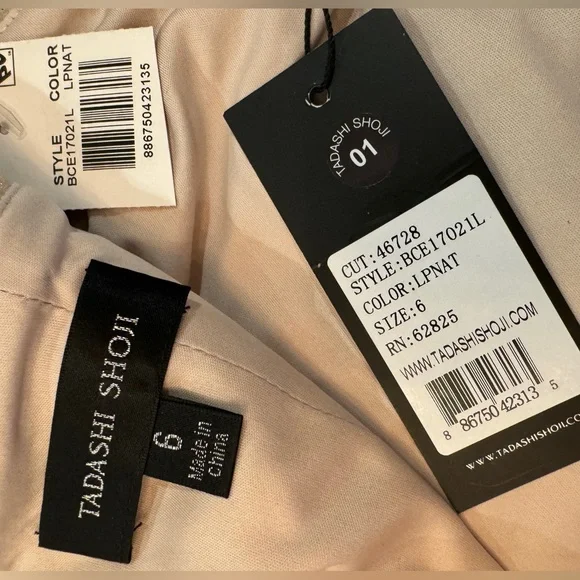 STYLE COLOR
BCE17021L LPNAT
886750423135
TADASHI SHOJI
01
CUT:46728
STYLE:BCE17021L
COLOR:LPNAT
SIZE:6
RN:62825
WWW.TADASHISHOJI.COM
8 86750 42313 5
WWW.TADASHISHOJI.CO
TADASHI SHOJI
6
Made in
china